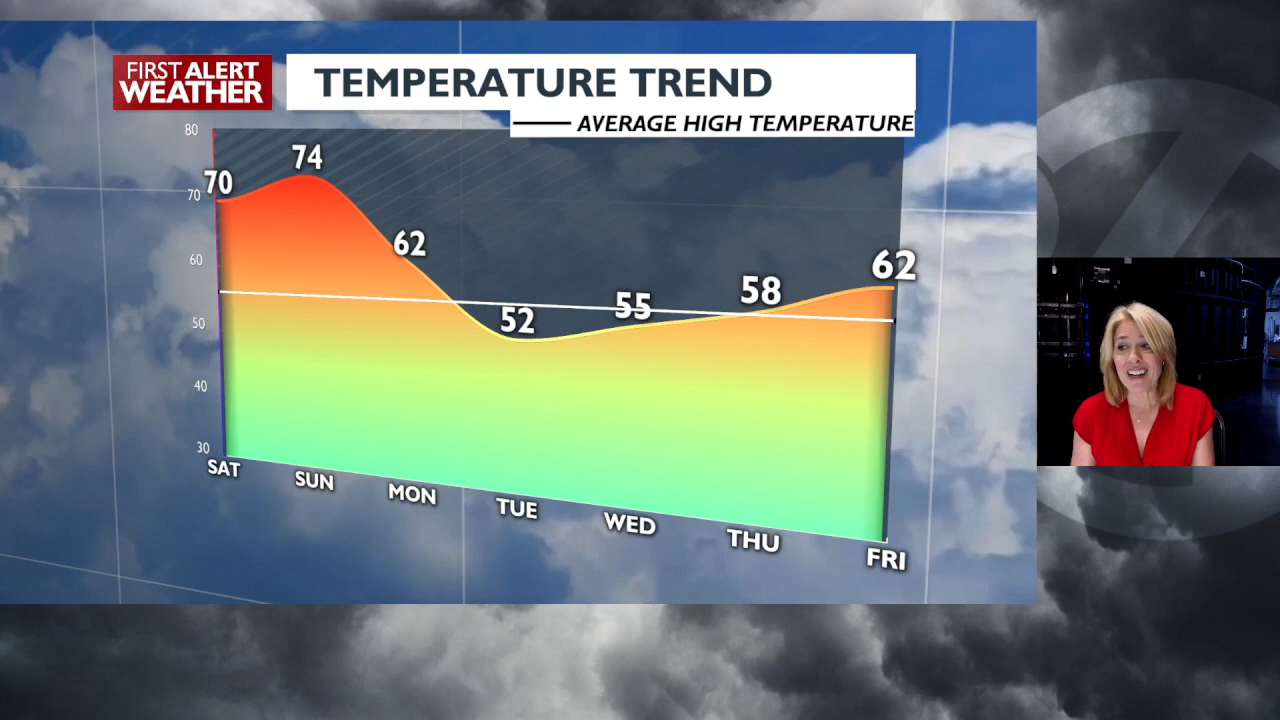 FIRST ALERT
WEATHER
TEMPERATURE TREND
AVERAGE HIGH TEMPERATURE
80
70
60
50
40
30
70
74
62
52
55
58
62
SAT
SUN
MON
TUE
WED
THU
FRI
7